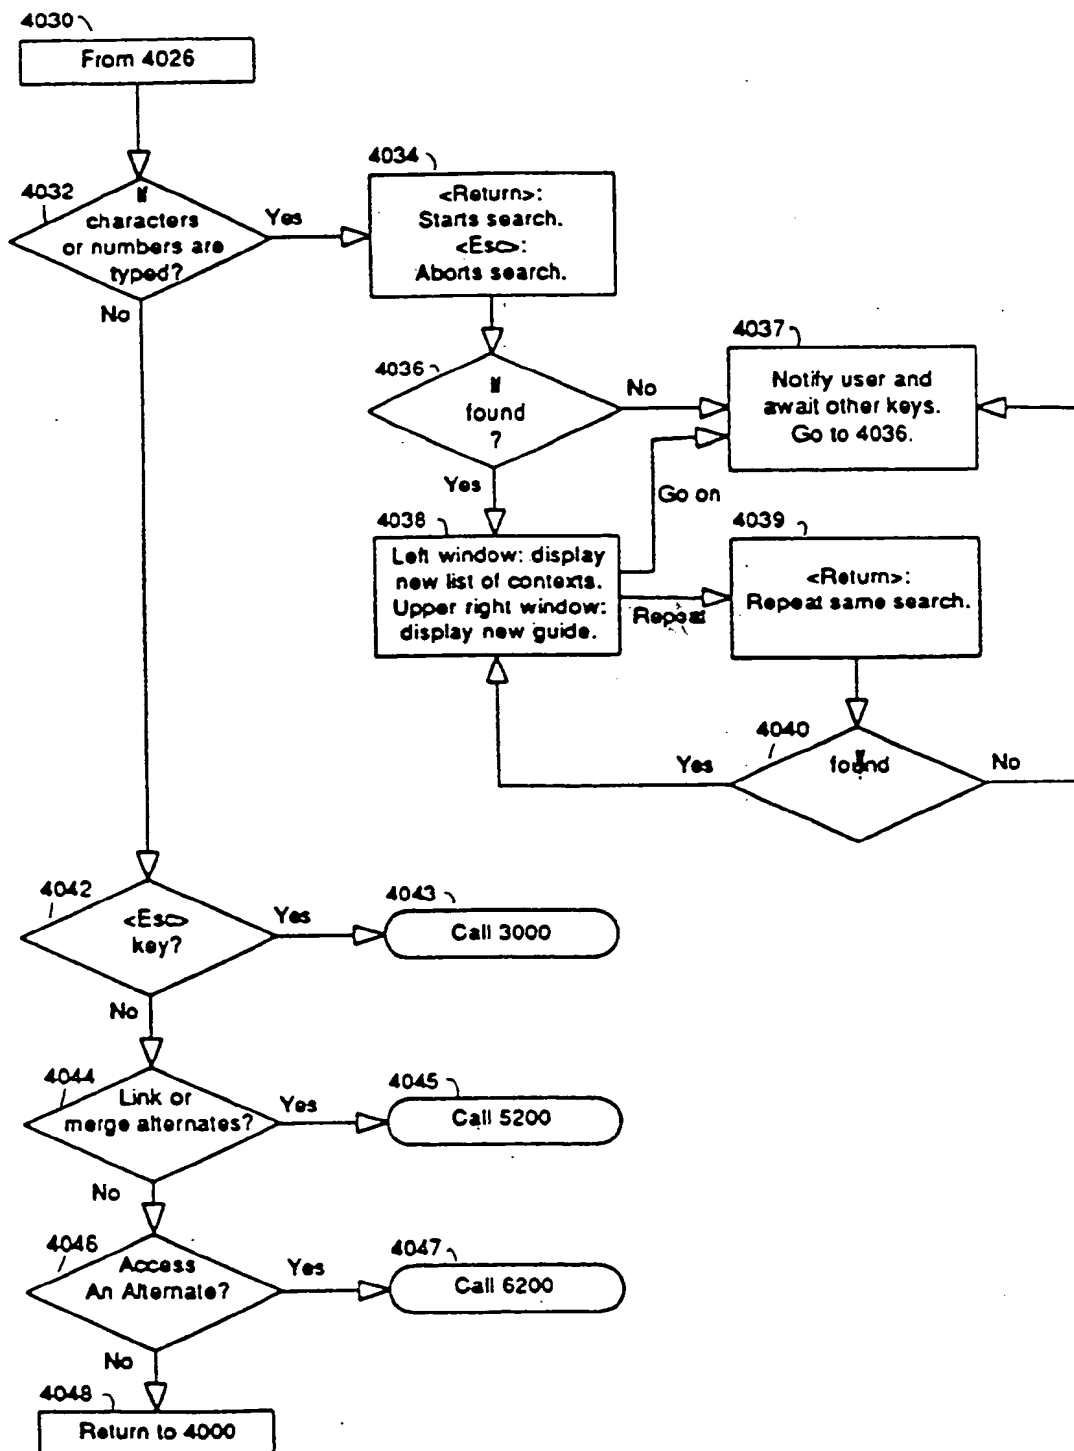 4030
From 4026
4032
If
characters
or numbers are
typed?
Yes
No
4034
<Return>:
Starts search.
<Esc>:
Aborts search.
4036
If
found
?
No
Yes
4037
Notify user and
await other keys.
Go to 4036.
Go on
4038
Left window: display
new list of contexts.
Upper right window:
display new guide.
Repeat
4039
<Return>:
Repeat same search.
4040
found
Yes
No
4042
<Esc>
key?
Yes
No
4043
Call 3000
4044
Link or
merge alternates?
Yes
No
4045
Call 5200
4046
Access
An Alternate?
Yes
No
4047
Call 6200
4048
Return to 4000